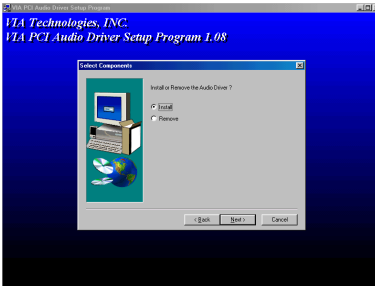 VIA PCI Audio Driver Setup Program
VIA Technologies, INC.
VIA PCI Audio Driver Setup Program 1.08
Select Components
Install or Remove the Audio Driver ?
Install
Remove
< Back
Next >
Cancel